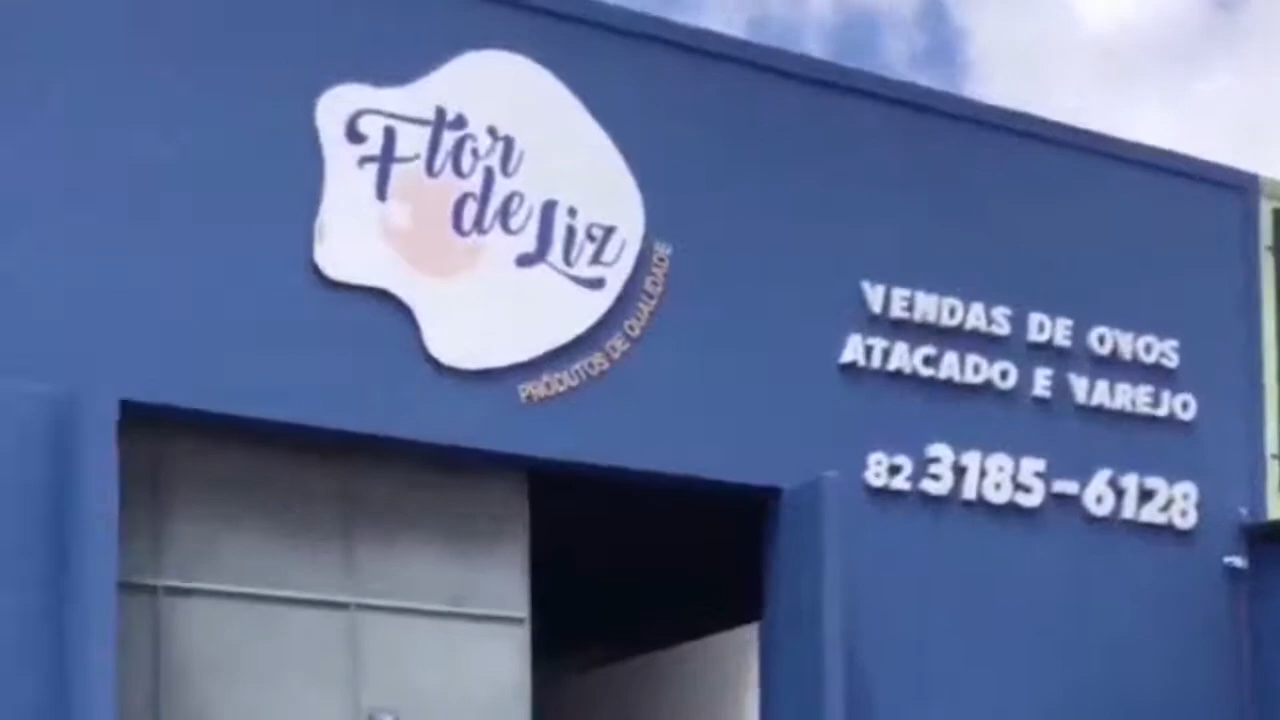 Flor
de Liz
PRODUTOS DE QUALIDADE
VENDAS DE OVOS
ATACADO E VAREJO
82 3185-6128